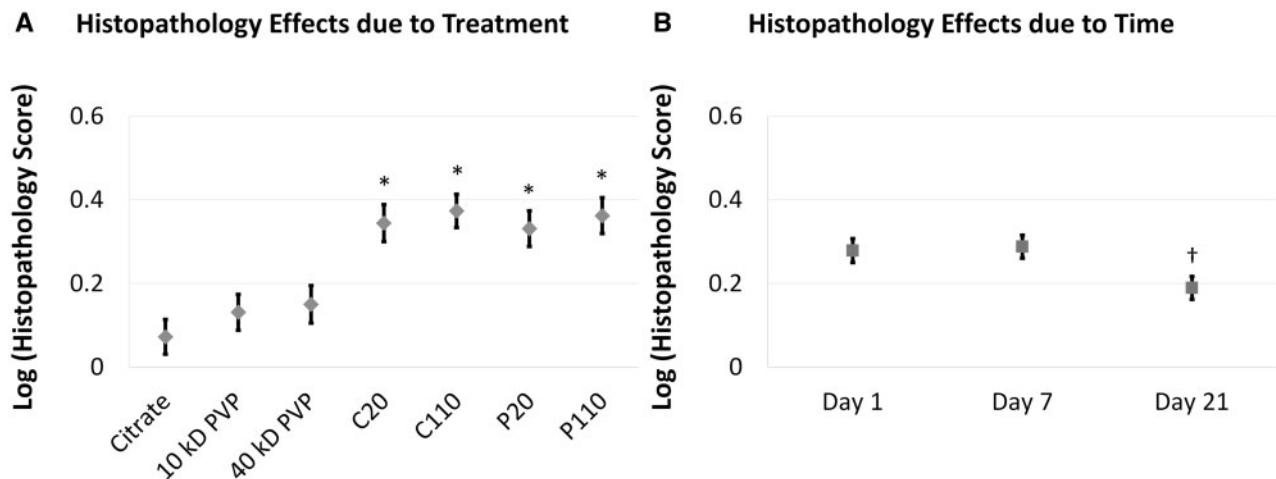 A Histopathology Effects due to Treatment
Log (Histopathology Score)
0.6
0.4
0.2
0
* * * *
Citrate
10 kD PVP
40 kD PVP
C20
C110
P20
P110
B Histopathology Effects due to Time
Log (Histopathology Score)
0.6
0.4
0.2
0
†
Day 1
Day 7
Day 21